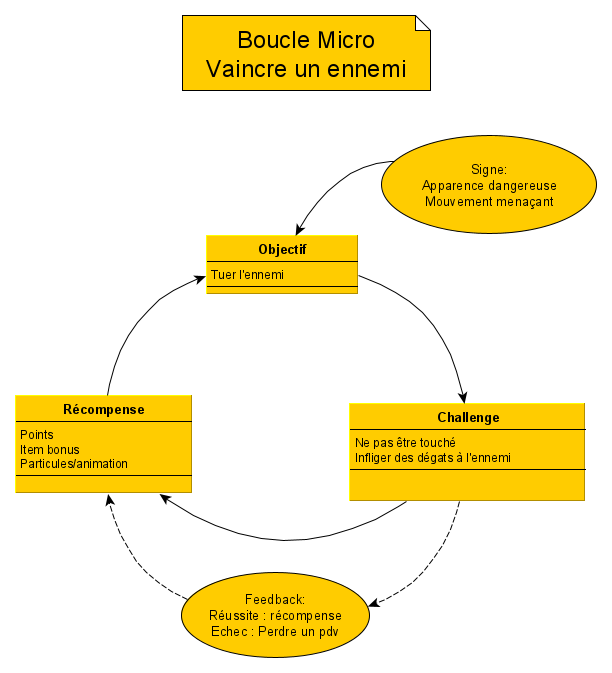 Boucle Micro
Vaincre un ennemi
Signe:
Apparence dangereuse
Mouvement menaçant
Objectif
Tuer l'ennemi
Récompense
Points
Item bonus
Particules/animation
Challenge
Ne pas être touché
Infliger des dégats à l'ennemi
Feedback:
Réussite : récompense
Echec : Perdre un pdv